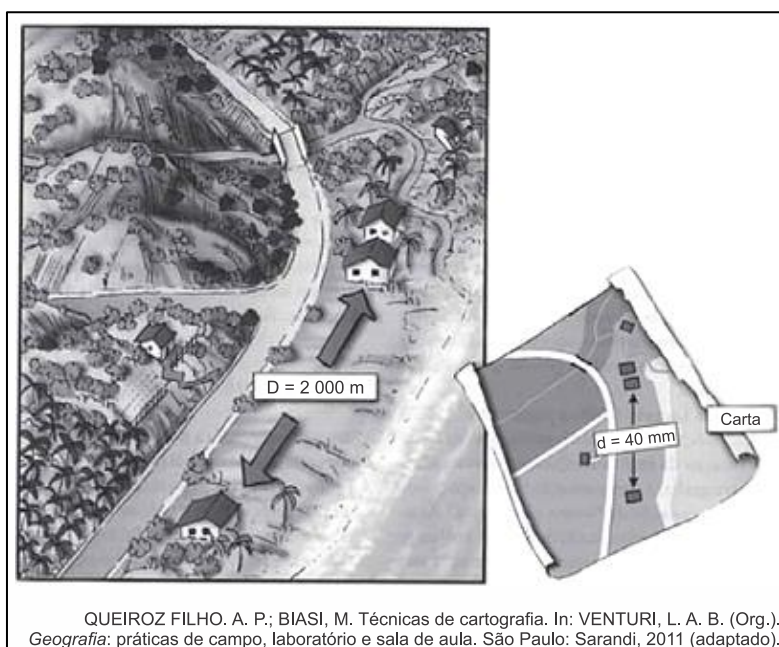 D = 2 000 m
Carta
d = 40 mm
QUEIROZ FILHO. A. P.; BIASI, M. Técnicas de cartografia. In: VENTURI, L. A. B. (Org.).
Geografia: práticas de campo, laboratório e sala de aula. São Paulo: Sarandi, 2011 (adaptado).